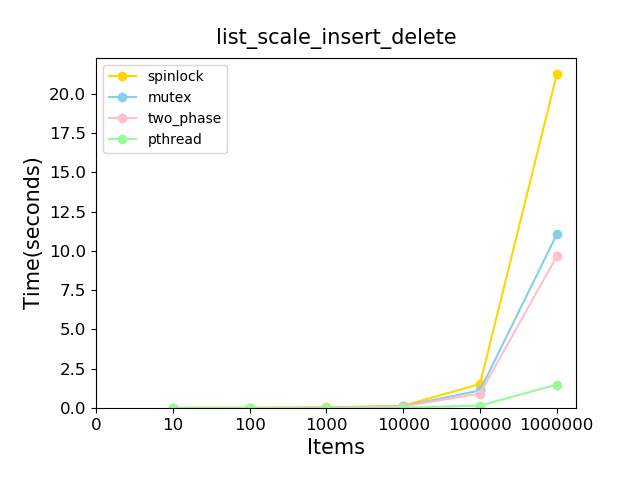 list_scale_insert_delete
spinlock
mutex
two_phase
pthread
Time(seconds)
20.0
17.5
15.0
12.5
10.0
7.5
5.0
2.5
0.0
0 10 100 1000 10000 100000 1000000
Items